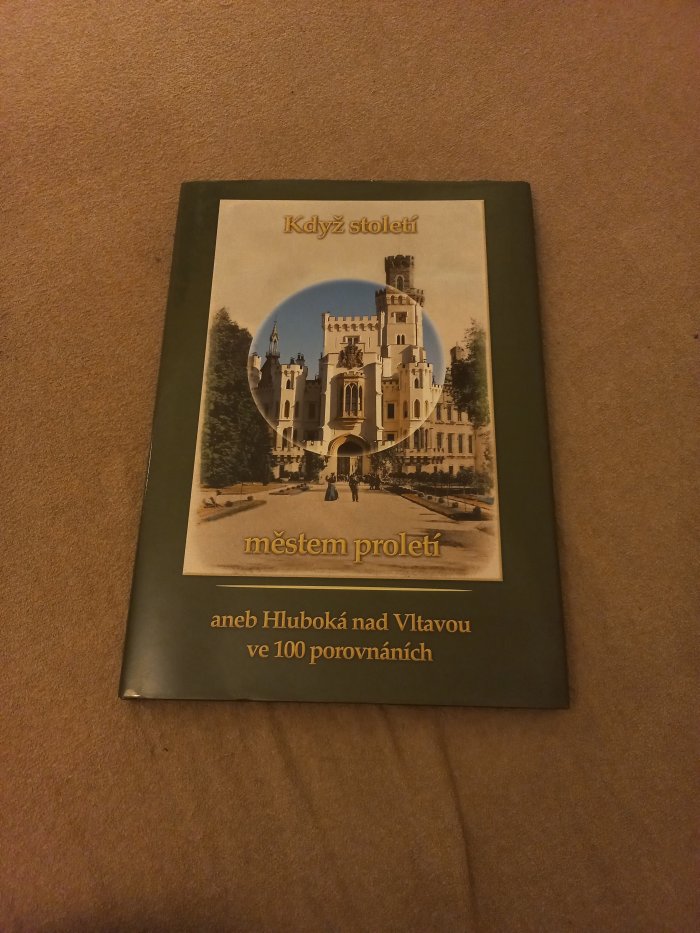 Když století
městem proletí
aneb Hluboká nad Vltavou
ve 100 porovnáních